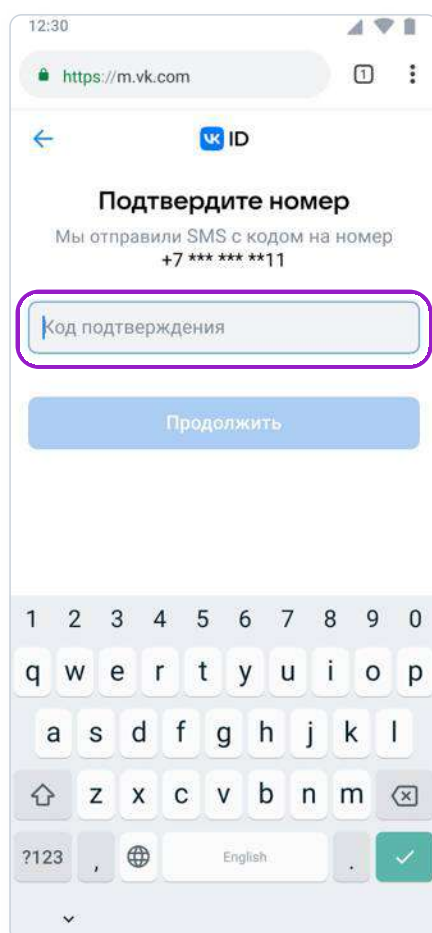 12:30
https://m.vk.com 1
VK ID
Подтвердите номер
Мы отправили SMS с кодом на номер
+7 *** *** **11
Код подтверждения
Продолжить
1 2 3 4 5 6 7 8 9 0
q w e r t y u i o p
a s d f g h j k l
z x c v b n m
?123 , English .